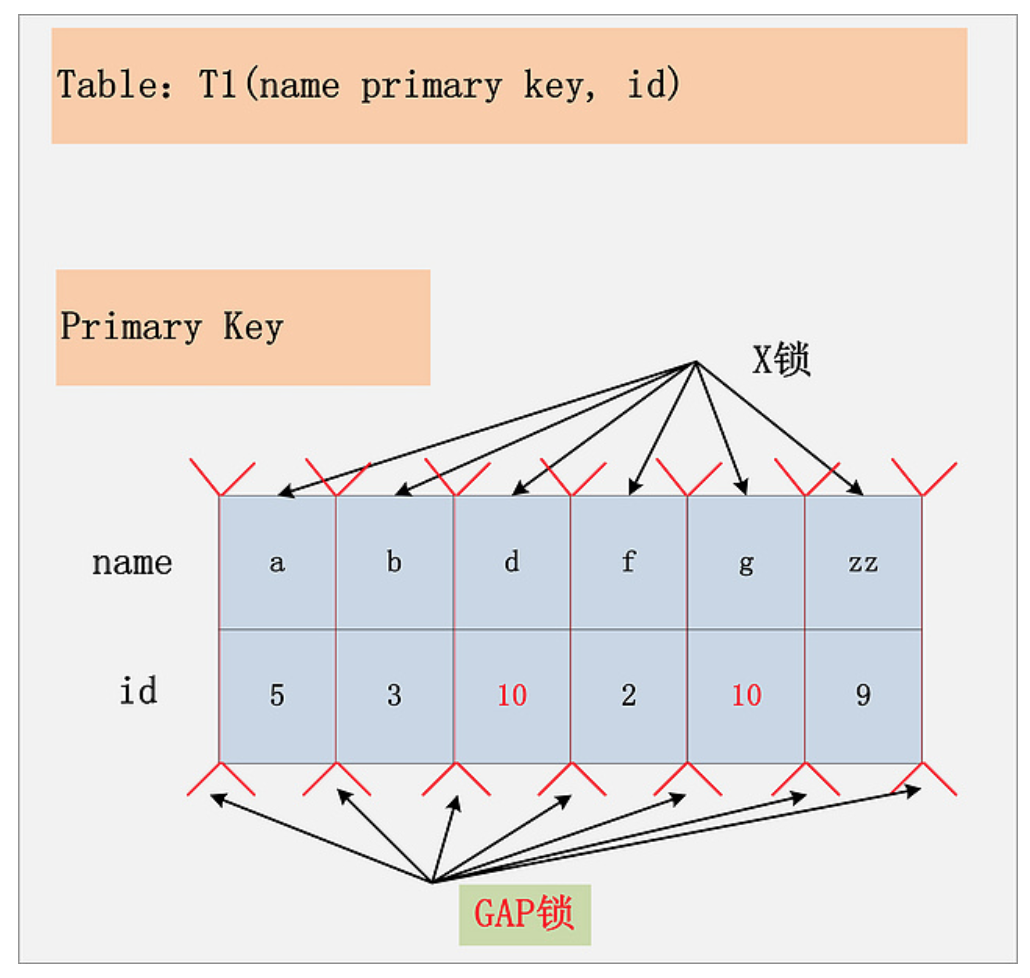 Table：T1(name primary key, id)
Primary Key
X锁
name a b d f g zz
id 5 3 10 2 10 9
GAP锁